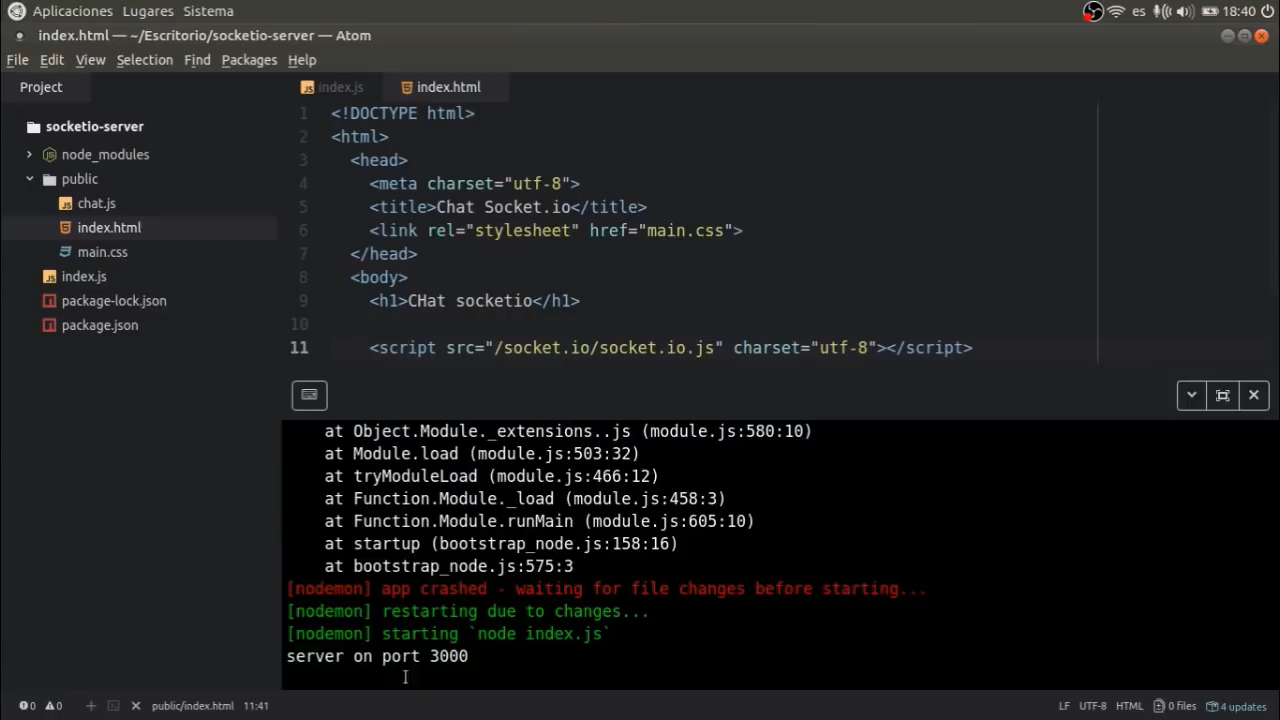 Aplicaciones Lugares Sistema es 18:40
index.html — ~/Escritorio/socketio-server — Atom
File Edit View Selection Find Packages Help
Project index.js index.html
socketio-server
node_modules
public
chat.js
index.html
main.css
index.js
package-lock.json
package.json
1 <!DOCTYPE html>
2 <html>
3 <head>
4 <meta charset="utf-8">
5 <title>Chat Socket.io</title>
6 <link rel="stylesheet" href="main.css">
7 </head>
8 <body>
9 <h1>CHat socketio</h1>
10
11 <script src="/socket.io/socket.io.js" charset="utf-8"></script>
at Object.Module._extensions..js (module.js:580:10)
at Module.load (module.js:503:32)
at tryModuleLoad (module.js:466:12)
at Function.Module._load (module.js:458:3)
at Function.Module.runMain (module.js:605:10)
at startup (bootstrap_node.js:158:16)
at bootstrap_node.js:575:3
[nodemon] app crashed - waiting for file changes before starting...
[nodemon] restarting due to changes...
[nodemon] starting `node index.js`
server on port 3000
0 0 public/index.html 11:41 LF UTF-8 HTML 0 files 4 updates